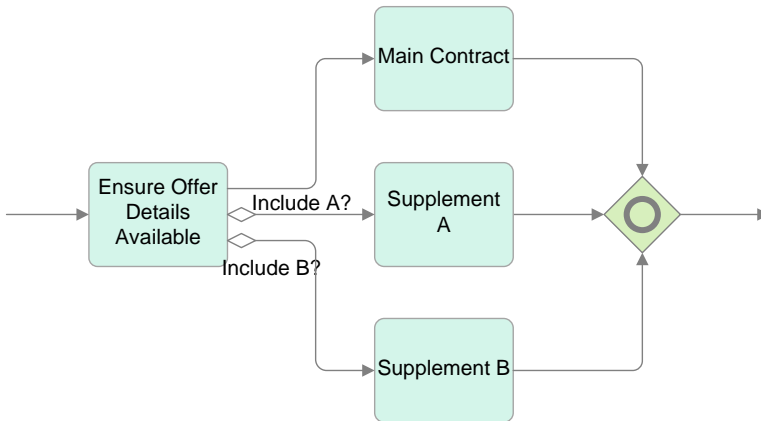 Main Contract
Ensure Offer
Details
Available
Include A?
Supplement
A
Include B?
Supplement B